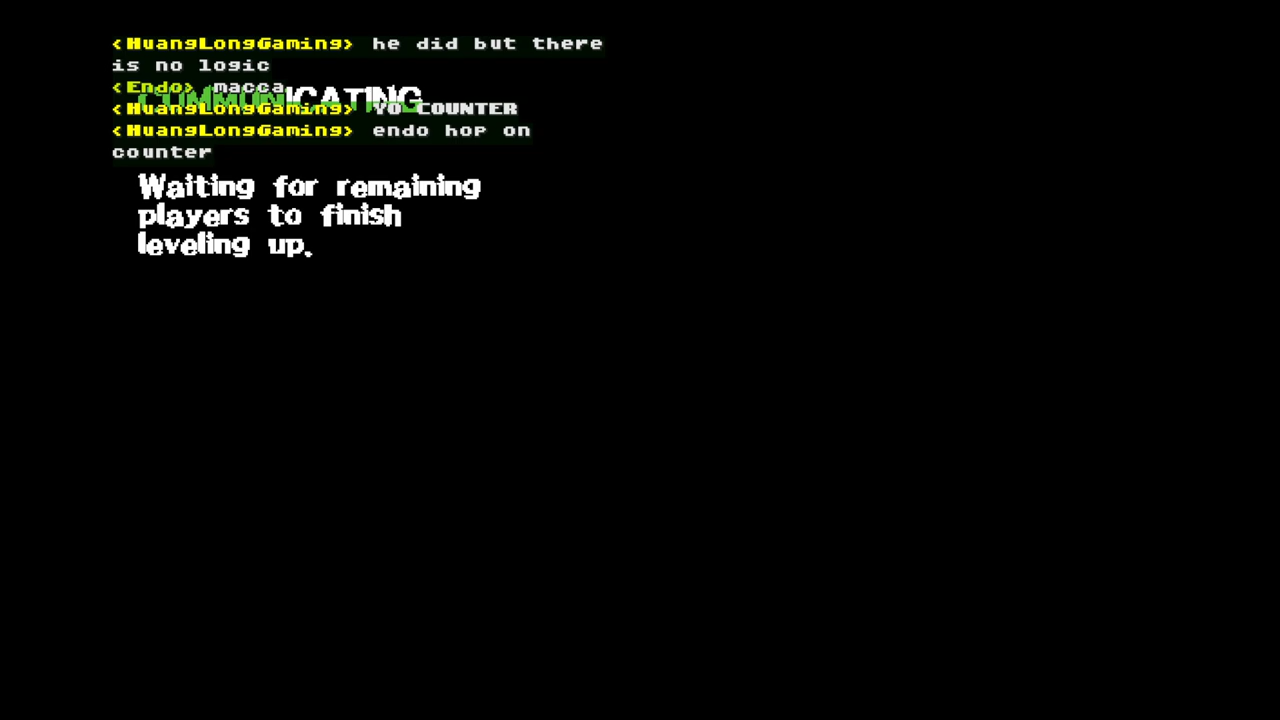 <HuangLongGaming> he did but there
is no logic
<Endo> macca
COMMUNICATING
<HuangLongGaming> YO COUNTER
<HuangLongGaming> endo hop on
counter
Waiting for remaining
players to finish
leveling up.